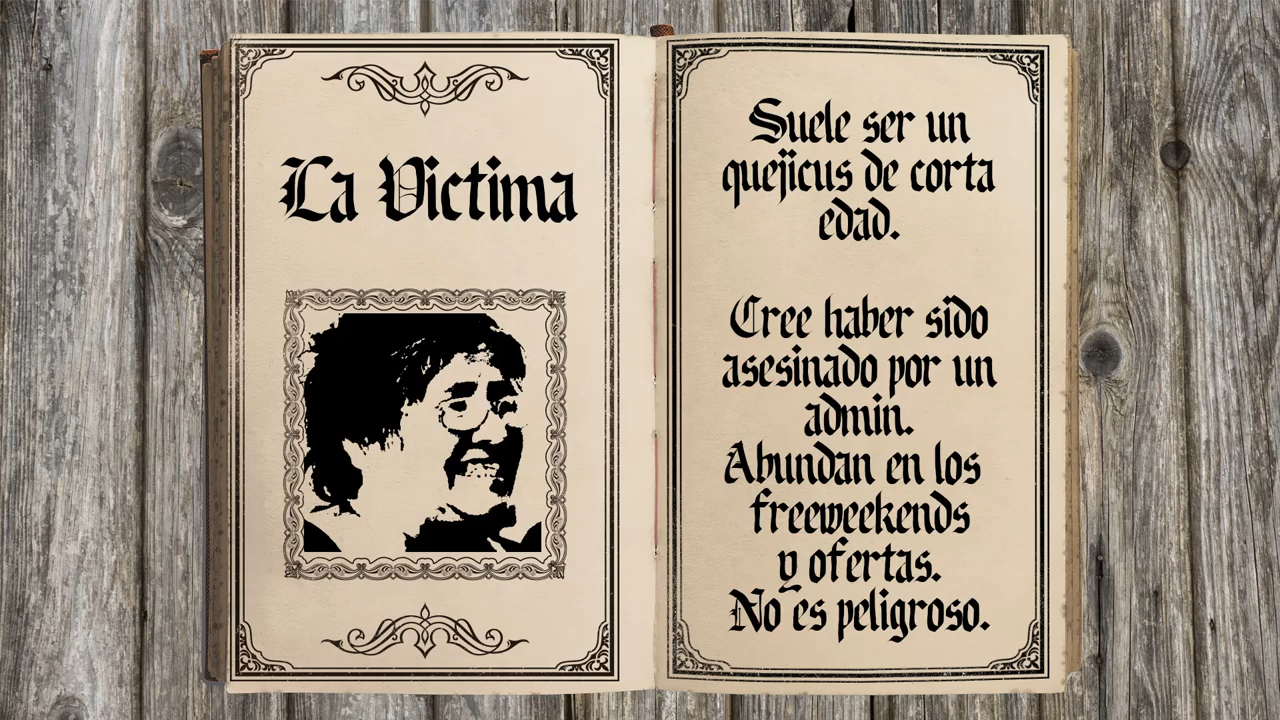 La Victima
Suele ser un
quejicus de corta
edad.
Cree haber sido
asesinado por un
admin.
Abundan en los
freeweekends
y ofertas.
No es peligroso.